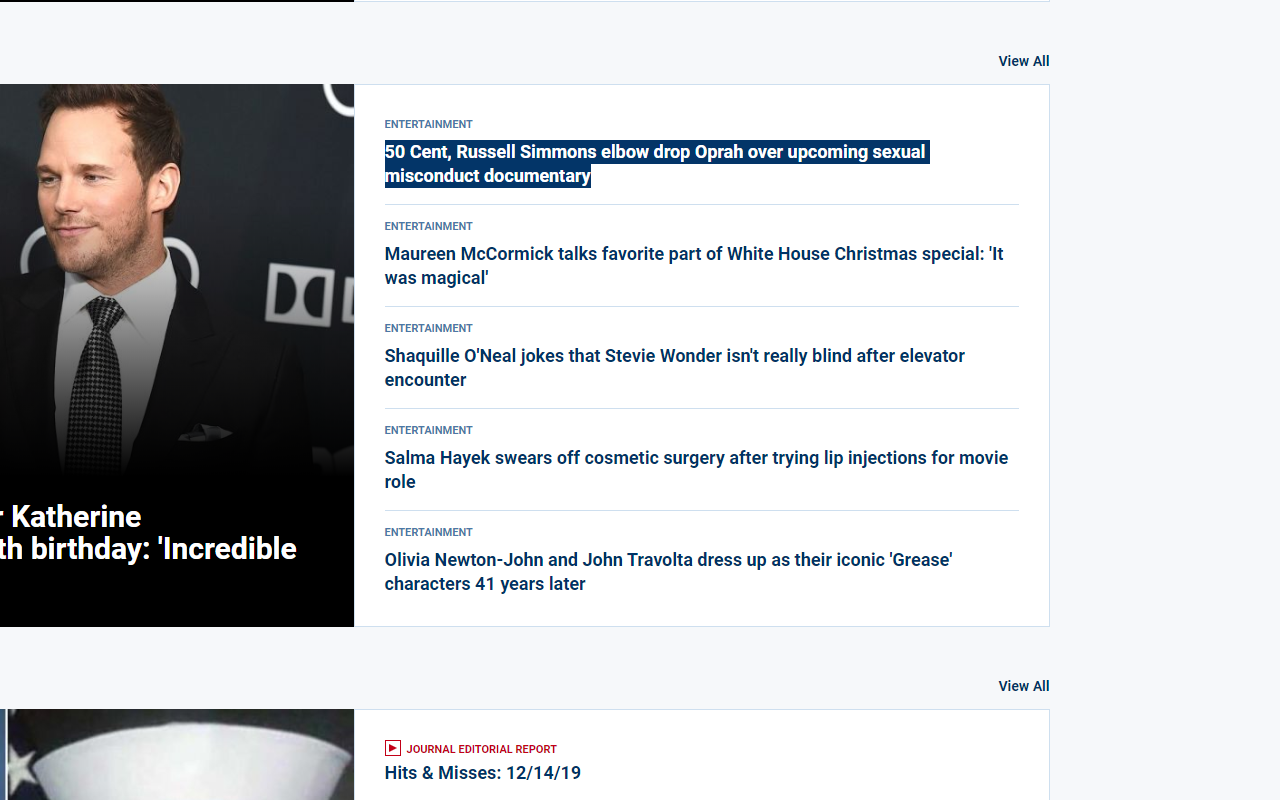 View All
ENTERTAINMENT
50 Cent, Russell Simmons elbow drop Oprah over upcoming sexual
misconduct documentary
ENTERTAINMENT
Maureen McCormick talks favorite part of White House Christmas special: 'It
was magical'
ENTERTAINMENT
Shaquille O'Neal jokes that Stevie Wonder isn't really blind after elevator
encounter
ENTERTAINMENT
Salma Hayek swears off cosmetic surgery after trying lip injections for movie
role
ENTERTAINMENT
Olivia Newton-John and John Travolta dress up as their iconic 'Grease'
characters 41 years later
r Katherine
th birthday: 'Incredible
View All
JOURNAL EDITORIAL REPORT
Hits & Misses: 12/14/19